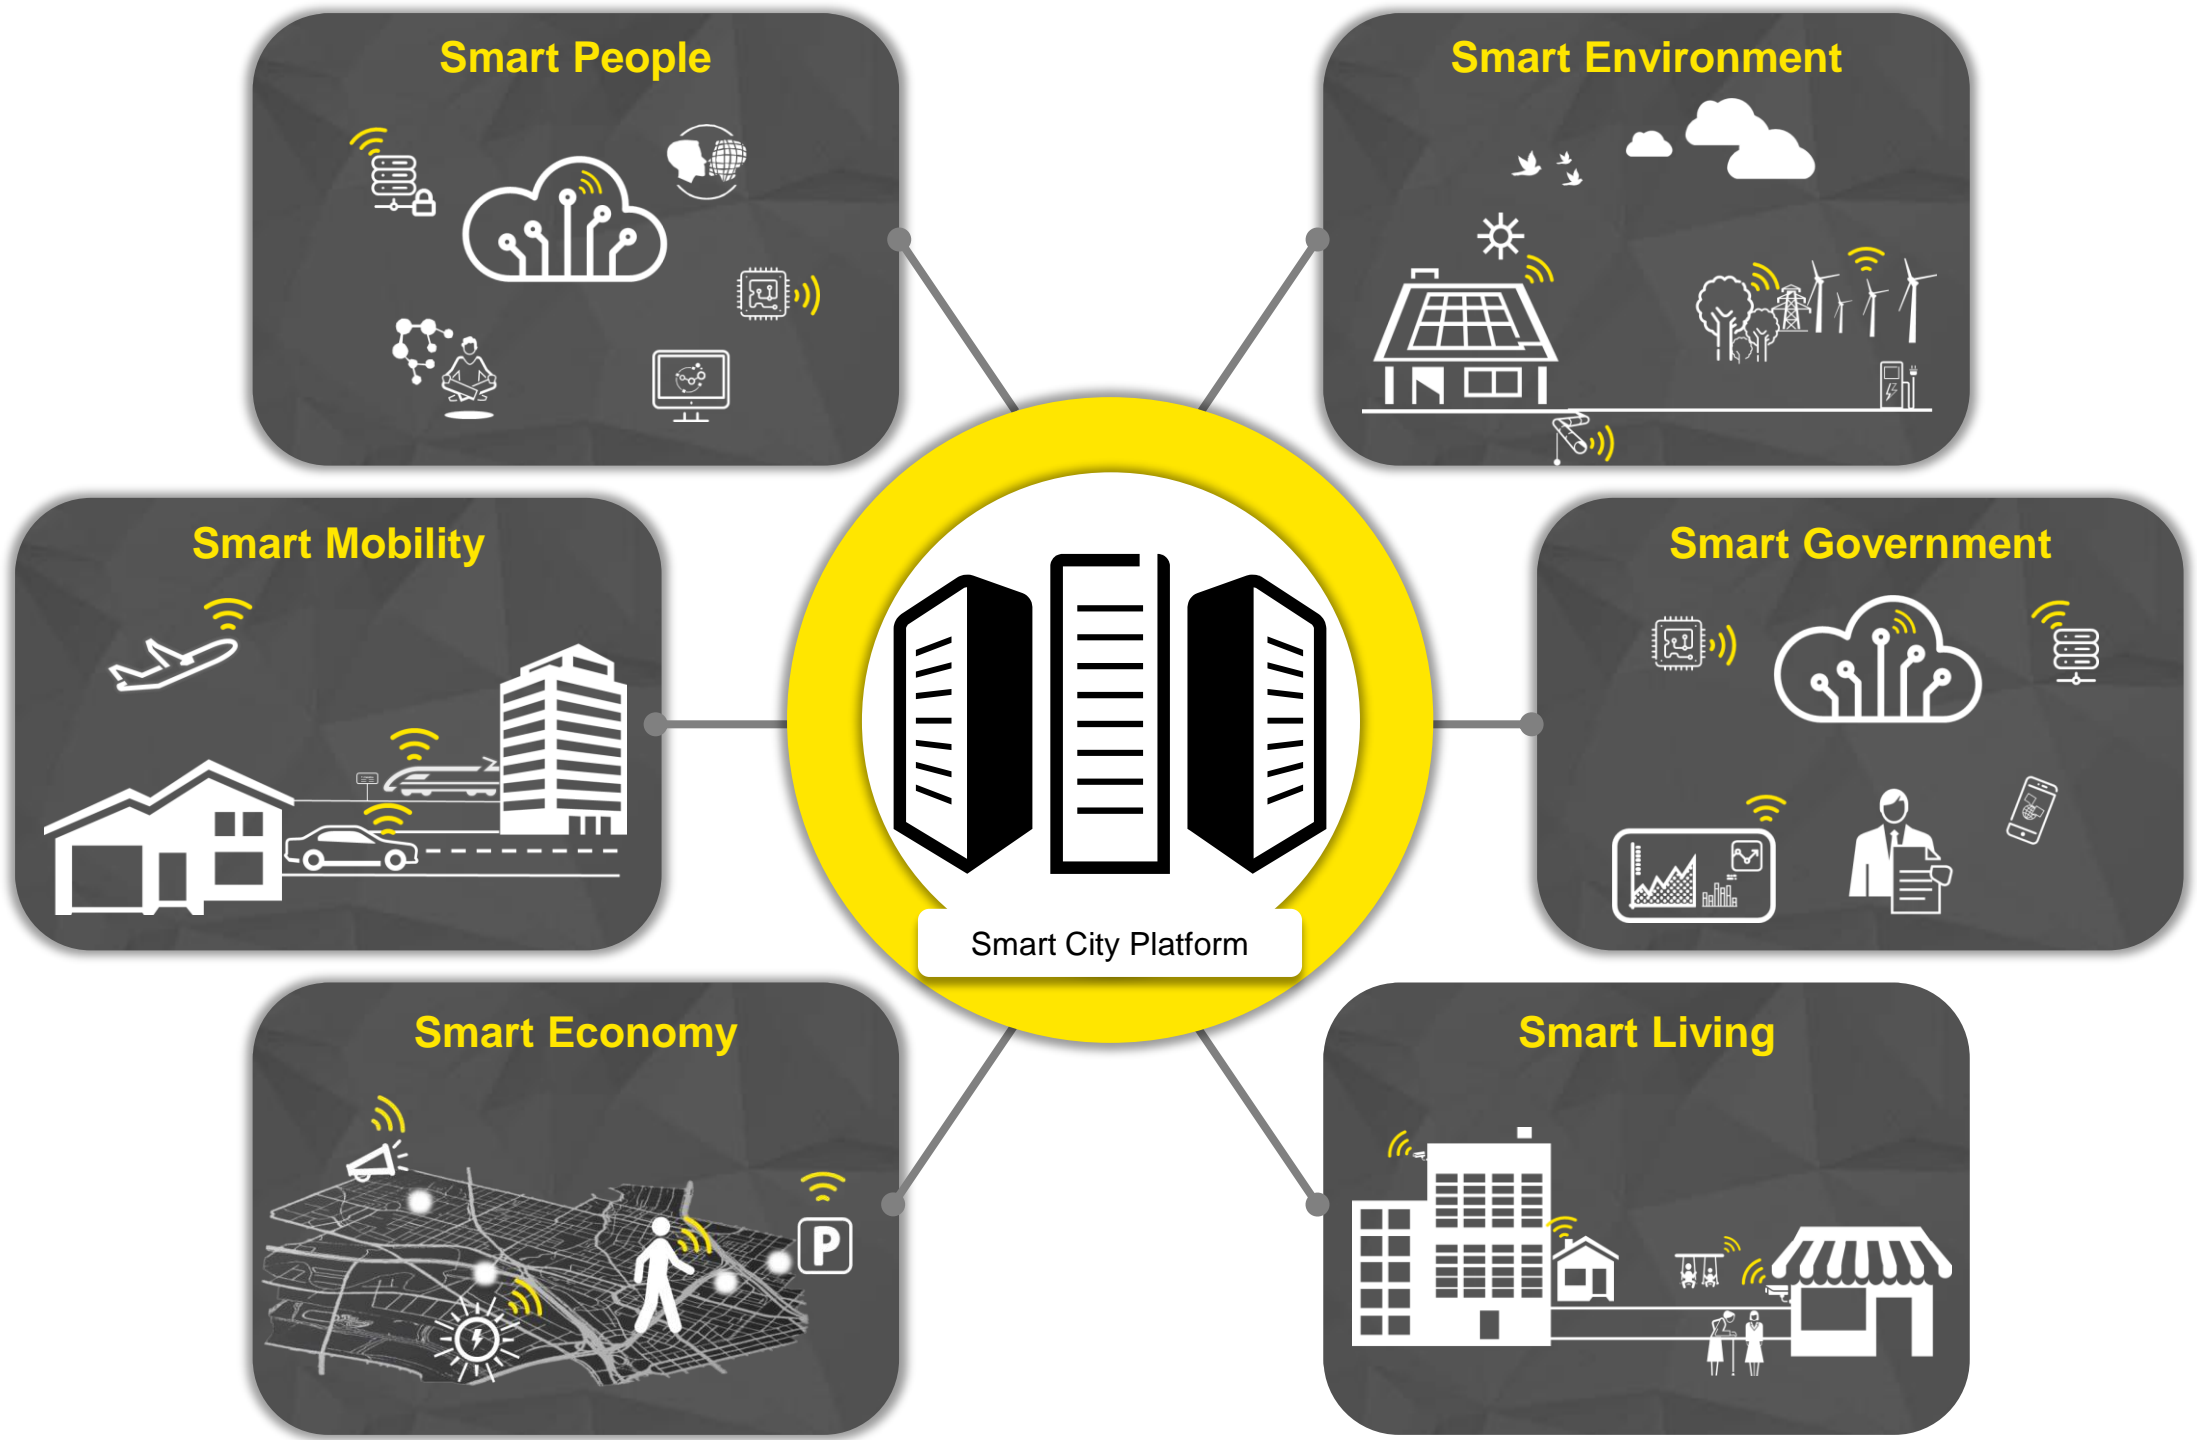 Smart People
Smart Environment
Smart Mobility
Smart Government
Smart City Platform
Smart Economy
P
Smart Living